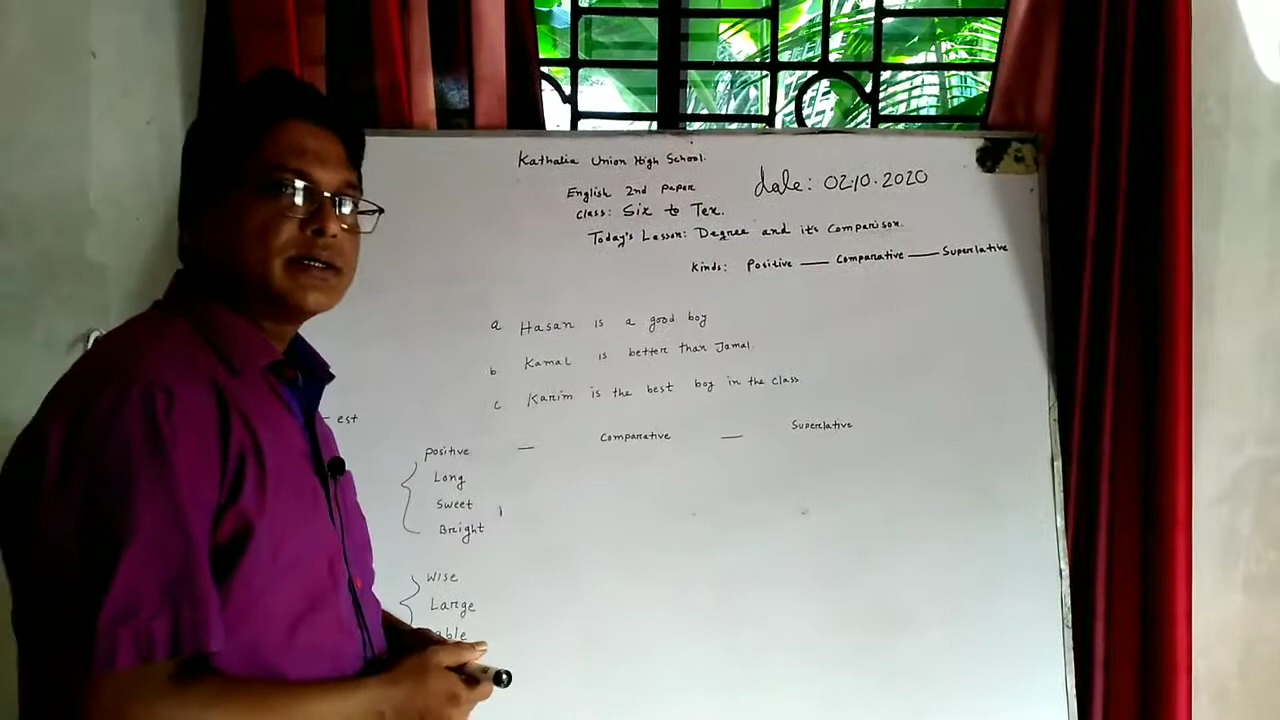 Kathalia Union High School.
English 2nd Paper
date: 02.10.2020
Class: Six to Ten.
Today's Lesson: Degree and it's Comparison.
Kinds: Positive — Comparative — Superlative
a Hasan is a good boy
b. Kamal is better than Jamal.
c Karim is the best boy in the class
– est
Positive — Comparative — Superlative
Long
Sweet
Bright
Wise
Large
able